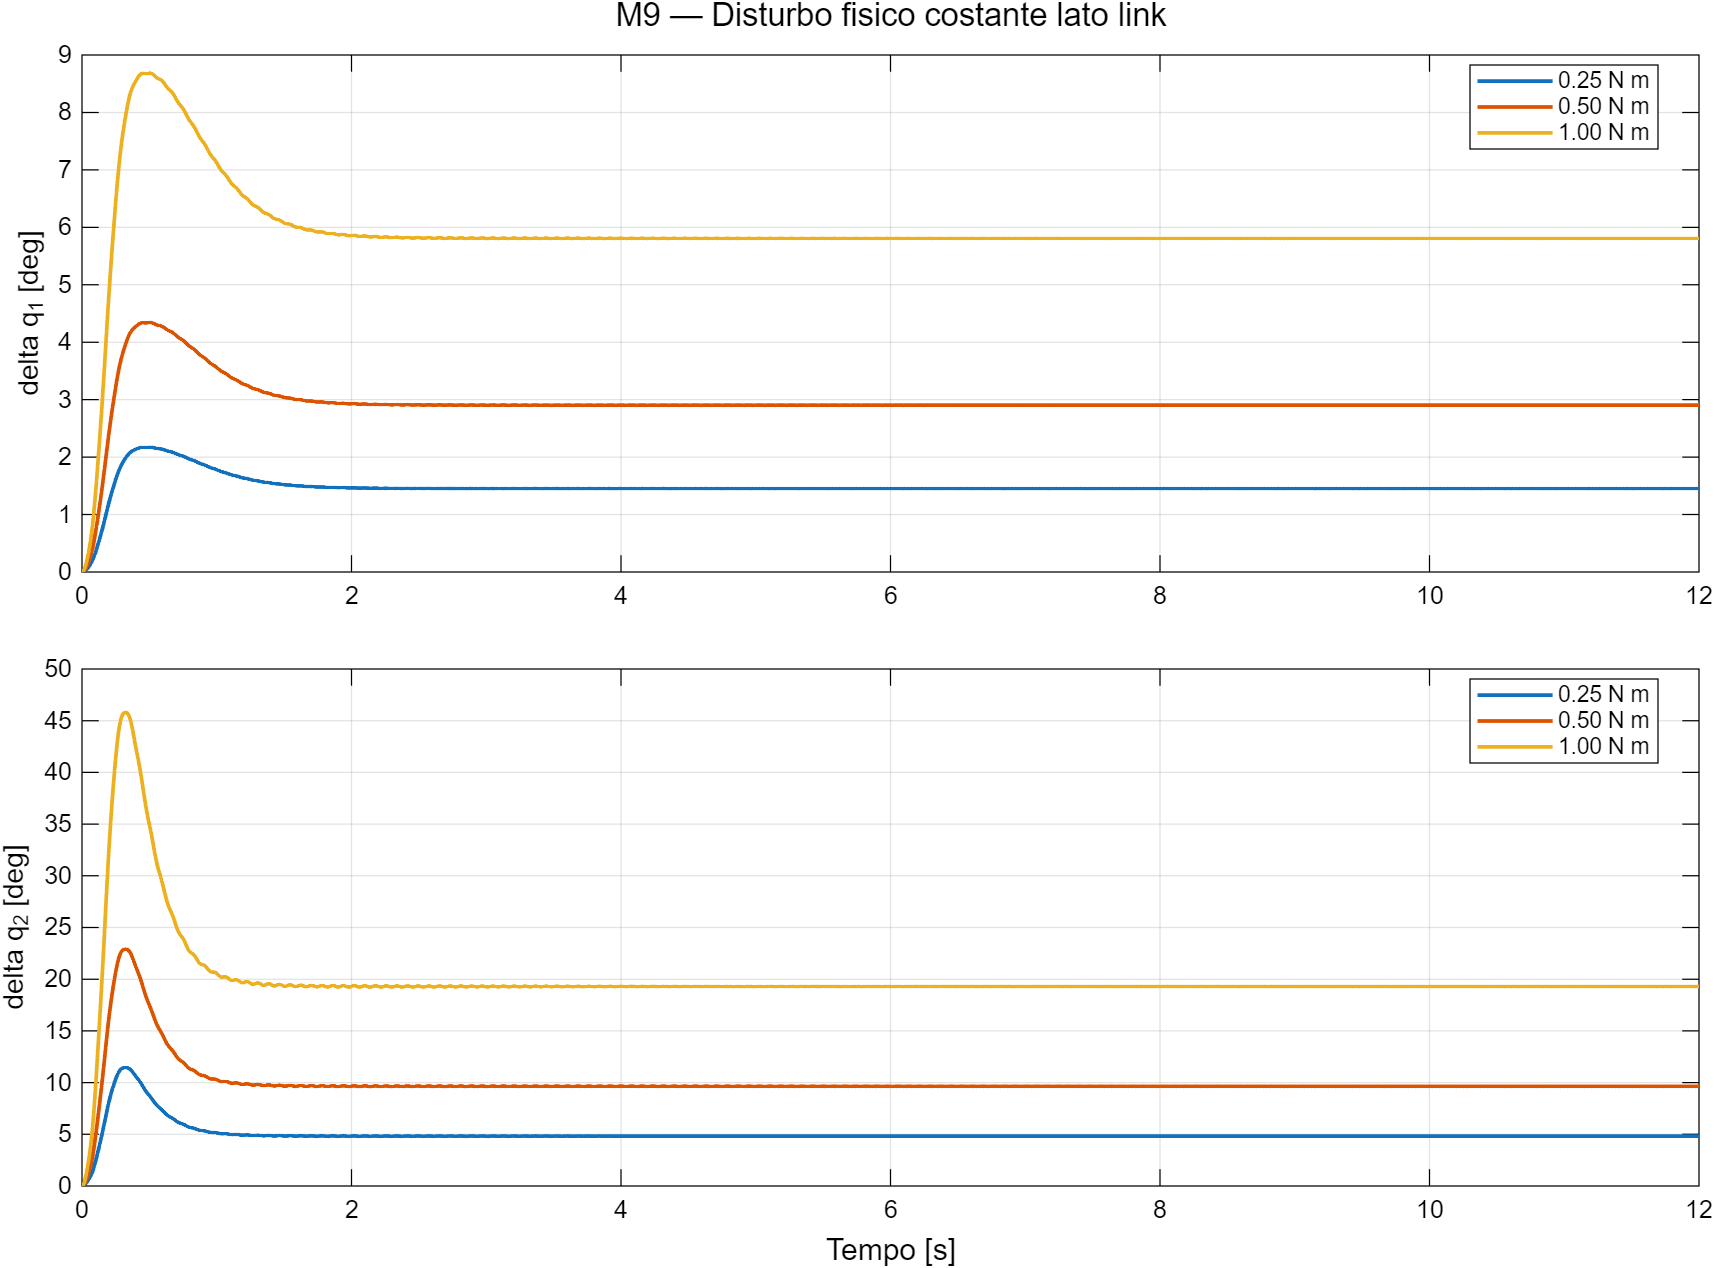 M9 — Disturbo fisico costante lato link
9
8
7
6
5
4
3
2
1
0
delta q₁ [deg]
0.25 N m
0.50 N m
1.00 N m
0 2 4 6 8 10 12
50
45
40
35
30
25
20
15
10
5
0
delta q₂ [deg]
0.25 N m
0.50 N m
1.00 N m
0 2 4 6 8 10 12
Tempo [s]